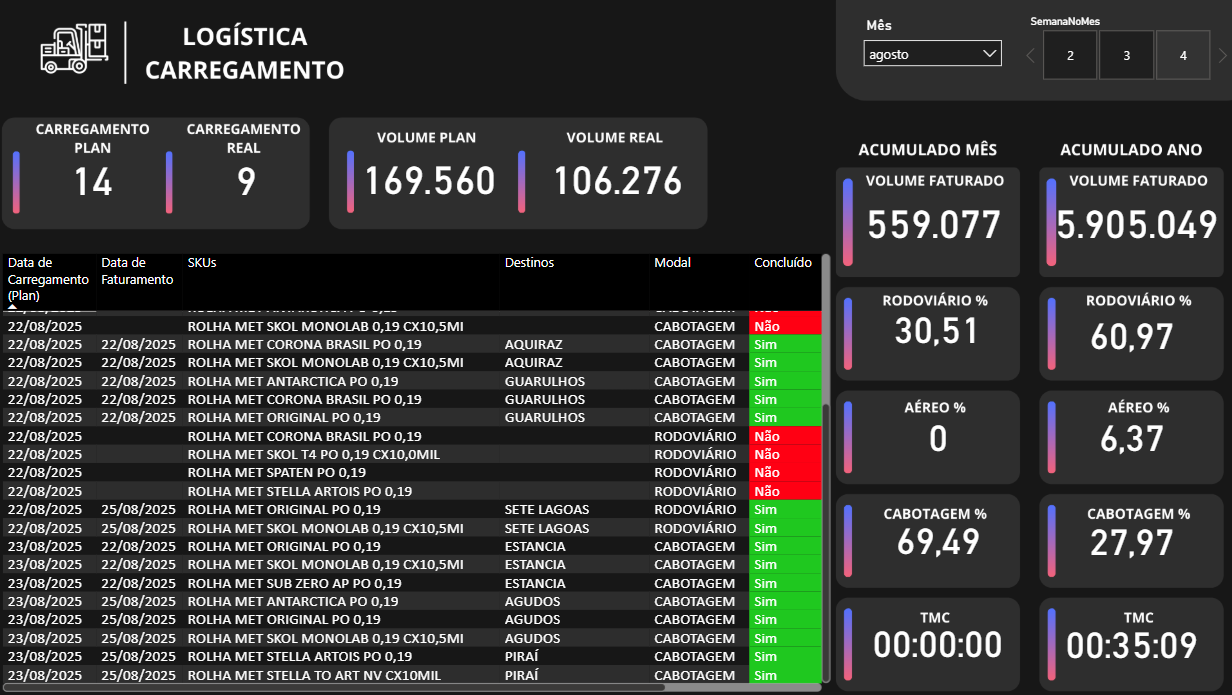 LOGÍSTICA
CARREGAMENTO
Mês
agosto
SemanaNoMes
2 3 4
CARREGAMENTO
PLAN
14
CARREGAMENTO
REAL
9
VOLUME PLAN
169.560
VOLUME REAL
106.276
ACUMULADO MÊS
VOLUME FATURADO
559.077
RODOVIÁRIO %
30,51
AÉREO %
0
CABOTAGEM %
69,49
TMC
00:00:00
ACUMULADO ANO
VOLUME FATURADO
5.905.049
RODOVIÁRIO %
60,97
AÉREO %
6,37
CABOTAGEM %
27,97
TMC
00:35:09
Data de Carregamento (Plan) Data de Faturamento SKUs Destinos Modal Concluído
22/08/2025 ROLHA MET SKOL MONOLAB 0,19 CX10,5MI CABOTAGEM Não
22/08/2025 22/08/2025 ROLHA MET CORONA BRASIL PO 0,19 AQUIRAZ CABOTAGEM Sim
22/08/2025 22/08/2025 ROLHA MET SKOL MONOLAB 0,19 CX10,5MI AQUIRAZ CABOTAGEM Sim
22/08/2025 22/08/2025 ROLHA MET ANTARCTICA PO 0,19 GUARULHOS CABOTAGEM Sim
22/08/2025 22/08/2025 ROLHA MET CORONA BRASIL PO 0,19 GUARULHOS CABOTAGEM Sim
22/08/2025 22/08/2025 ROLHA MET ORIGINAL PO 0,19 GUARULHOS CABOTAGEM Sim
22/08/2025 ROLHA MET CORONA BRASIL PO 0,19 RODOVIÁRIO Não
22/08/2025 ROLHA MET SKOL T4 PO 0,19 CX10,0MIL RODOVIÁRIO Não
22/08/2025 ROLHA MET SPATEN PO 0,19 RODOVIÁRIO Não
22/08/2025 ROLHA MET STELLA ARTOIS PO 0,19 RODOVIÁRIO Não
22/08/2025 25/08/2025 ROLHA MET ORIGINAL PO 0,19 SETE LAGOAS RODOVIÁRIO Sim
22/08/2025 25/08/2025 ROLHA MET SKOL MONOLAB 0,19 CX10,5MI SETE LAGOAS RODOVIÁRIO Sim
23/08/2025 22/08/2025 ROLHA MET ORIGINAL PO 0,19 ESTANCIA CABOTAGEM Sim
23/08/2025 22/08/2025 ROLHA MET SKOL MONOLAB 0,19 CX10,5MI ESTANCIA CABOTAGEM Sim
23/08/2025 22/08/2025 ROLHA MET SUB ZERO AP PO 0,19 ESTANCIA CABOTAGEM Sim
23/08/2025 25/08/2025 ROLHA MET ANTARCTICA PO 0,19 AGUDOS CABOTAGEM Sim
23/08/2025 25/08/2025 ROLHA MET ORIGINAL PO 0,19 AGUDOS CABOTAGEM Sim
23/08/2025 25/08/2025 ROLHA MET SKOL MONOLAB 0,19 CX10,5MI AGUDOS CABOTAGEM Sim
23/08/2025 25/08/2025 ROLHA MET STELLA ARTOIS PO 0,19 PIRAÍ CABOTAGEM Sim
23/08/2025 25/08/2025 ROLHA MET STELLA TO ART NV CX10MIL PIRAÍ CABOTAGEM Sim